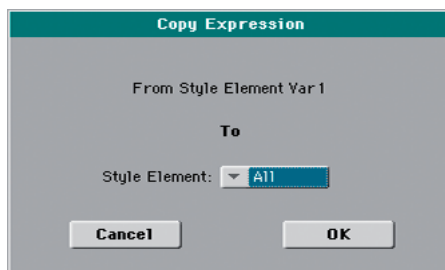 Copy Expression
From Style Element Var1
To
Style Element: All
Cancel OK